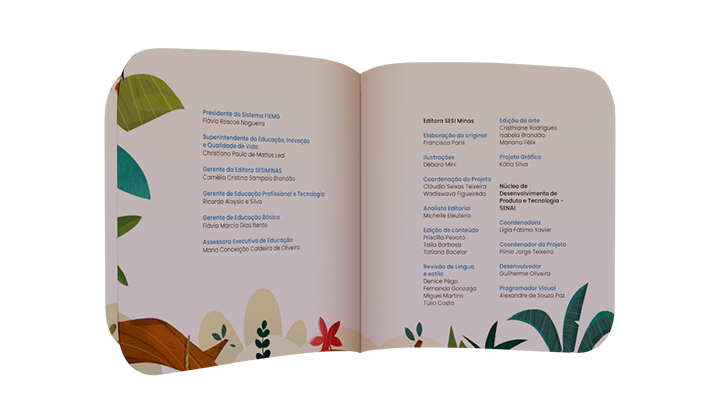 Presidente do Sistema FIEMG
Flávio Roscoe Nogueira
Superintendente da Educação, Inovação
e Qualidade de Vida
Christiano Paulo de Mattos Leal
Gerente da Editora SESIMINAS
Camélia Cristina Sampaio Brandão
Gerente de Educação Profissional e Tecnologia
Ricardo Aloysio e Silva
Gerente de Educação Básica
Flávia Márcia Dias Bento
Assessora Executiva de Educação
Maria Conceição Caldeira de Oliveira
Editora SESI Minas
Elaboração do original
Francisca Paris
Ilustrações
Débora Mini
Coordenação do Projeto
Cláudia Seixas Teixeira
Wadiswava Figueiredo
Analista Editorial
Michelle Eleutério
Edição de conteúdo
Priscilla Peixoto
Talia Barbosa
Tatiana Bacelar
Revisão de Língua
e estilo
Denice Pêgo
Fernanda Gonzaga
Miguel Martins
Túlio Costa
Edição de arte
Cristhiane Rodrigues
Isabela Brandão
Mariana Félix
Projeto Gráfico
Kátia Silva
Núcleo de
Desenvolvimento do
Produto e Tecnologia -
SENAI
Coordenadora
Lígia Fátima Xavier
Coordenador do Projeto
Plínio Jorge Teixeira
Desenvolvedor
Guilherme Oliveira
Programador Visual
Alexandre de Souza Paz